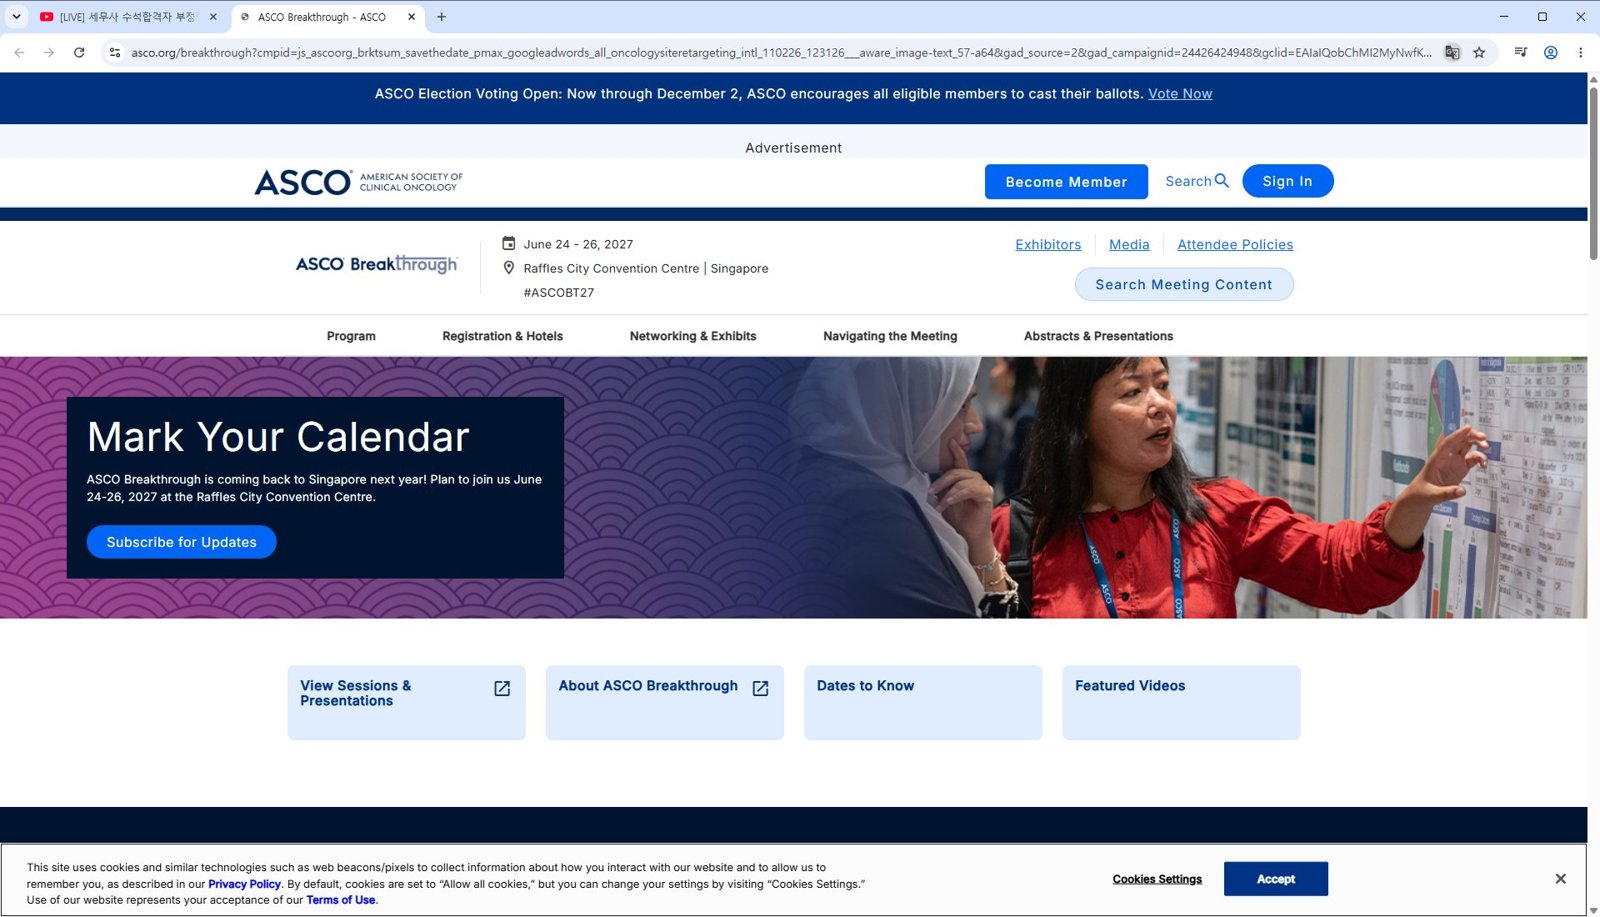 [LIVE] 세무사 수석합격자 부정
ASCO Breakthrough - ASCO
asco.org/breakthrough?cmpid=js_ascoorg_brktsum_savethedate_pmax_googleadwords_all_oncologysiteretargeting_intl_110226_123126___aware_image-text_57-a64&gad_source=2&gad_campaignid=24426424948&gclid=EAIaIQobChMI2MyNwfK...
ASCO Election Voting Open: Now through December 2, ASCO encourages all eligible members to cast their ballots. Vote Now
Advertisement
ASCO AMERICAN SOCIETY OF
CLINICAL ONCOLOGY
Become Member
Search
Sign In
ASCO Breakthrough
June 24 - 26, 2027
Raffles City Convention Centre | Singapore
#ASCOBT27
Exhibitors
Media
Attendee Policies
Search Meeting Content
Program
Registration & Hotels
Networking & Exhibits
Navigating the Meeting
Abstracts & Presentations
Mark Your Calendar
ASCO Breakthrough is coming back to Singapore next year! Plan to join us June
24-26, 2027 at the Raffles City Convention Centre.
Subscribe for Updates
ASCO
ASCO
ASCO
ASCO
ASCO
View Sessions &
Presentations
About ASCO Breakthrough
Dates to Know
Featured Videos
This site uses cookies and similar technologies such as web beacons/pixels to collect information about how you interact with our website and to allow us to
remember you, as described in our Privacy Policy. By default, cookies are set to “Allow all cookies,” but you can change your settings by visiting “Cookies Settings.”
Use of our website represents your acceptance of our Terms of Use.
Cookies Settings
Accept